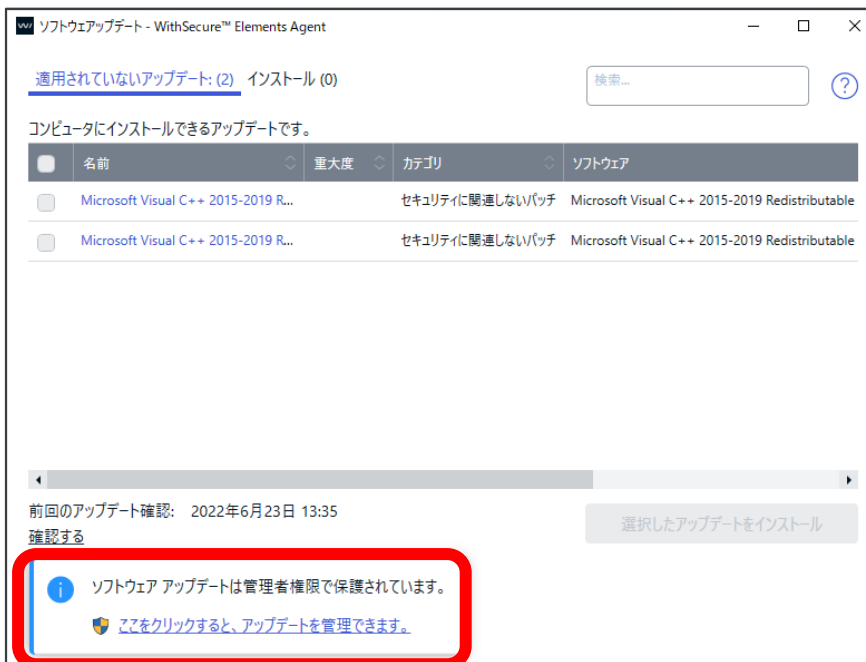 ソフトウェアアップデート - WithSecure™ Elements Agent
適用されていないアップデート: (2) インストール (0)
検索...
コンピュータにインストールできるアップデートです。
名前 重大度 カテゴリ ソフトウェア
Microsoft Visual C++ 2015-2019 R... セキュリティに関連しないパッチ Microsoft Visual C++ 2015-2019 Redistributable
Microsoft Visual C++ 2015-2019 R... セキュリティに関連しないパッチ Microsoft Visual C++ 2015-2019 Redistributable
前回のアップデート確認: 2022年6月23日 13:35
確認する
選択したアップデートをインストール
ソフトウェア アップデートは管理者権限で保護されています。
ここをクリックすると、アップデートを管理できます。